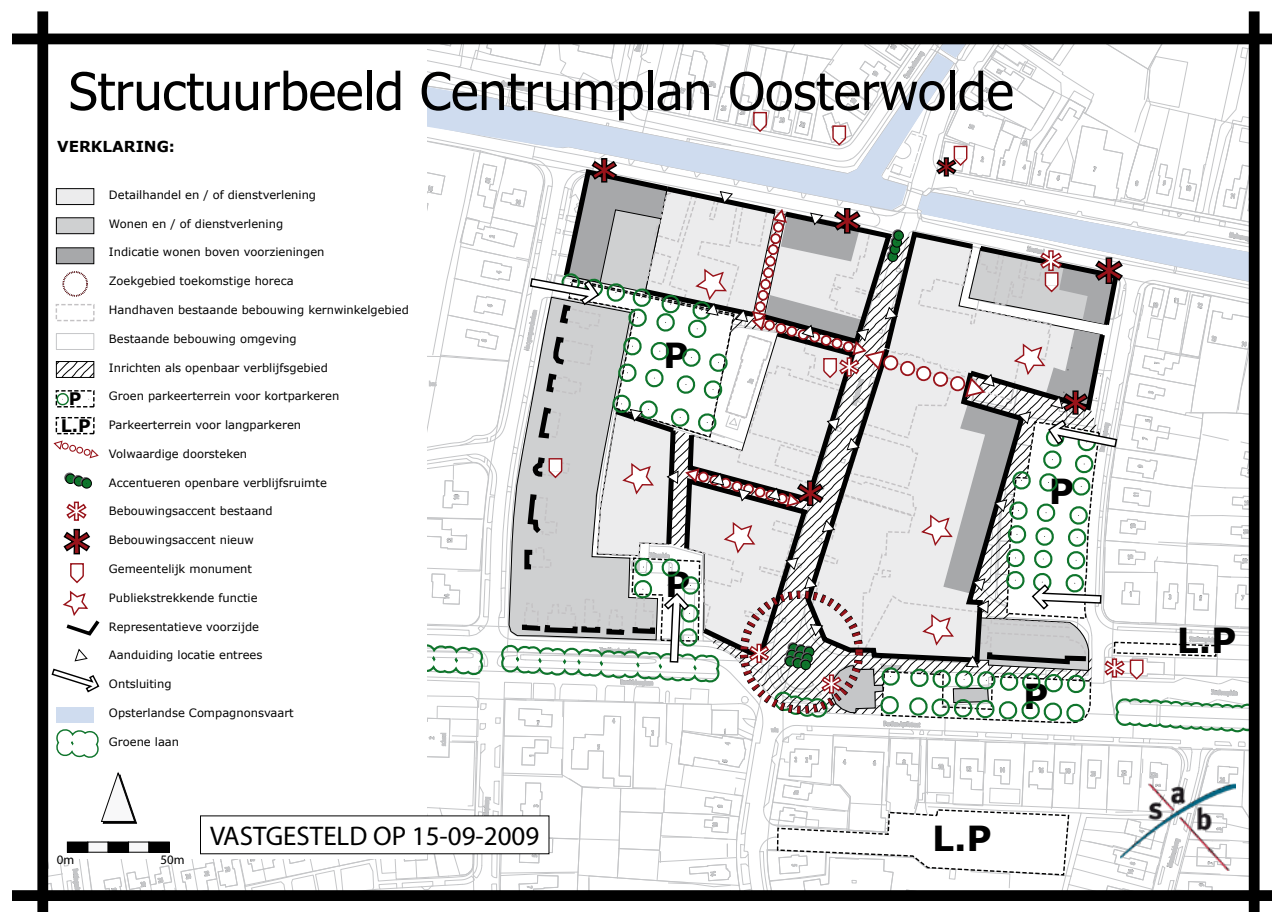 Structuurbeeld Centrumplan Oosterwolde
VERKLARING:
Detailhandel en / of dienstverlening
Wonen en / of dienstverlening
Indicatie wonen boven voorzieningen
Zoekgebied toekomstige horeca
Handhaven bestaande bebouwing kernwinkelgebied
Bestaande bebouwing omgeving
Inrichten als openbaar verblijfsgebied
P Groen parkeerterrein voor kortparkeren
L.P Parkeerterrein voor langparkeren
Volwaardige doorsteken
Accentueren openbare verblijfsruimte
Bebouwingsaccent bestaand
Bebouwingsaccent nieuw
Gemeentelijk monument
Publiekstrekkende functie
Representatieve voorzijde
Aanduiding locatie entrees
Ontsluiting
Opsterlandse Compagnonsvaart
Groene laan
0m 50m
VASTGESTELD OP 15-09-2009
P
P
P
L.P
P
L.P
s a b